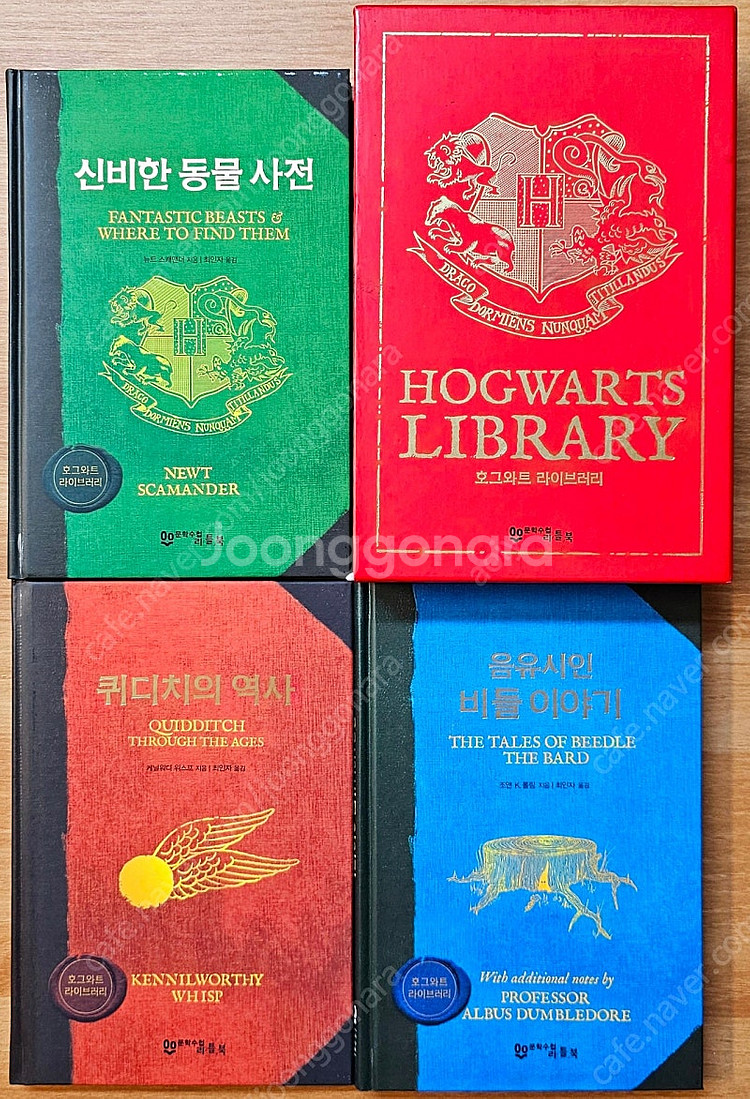 신비한 동물 사전
FANTASTIC BEASTS &
WHERE TO FIND THEM
뉴트 스캐맨더 지음 | 최인자 옮김
H
DRACO
DORMIENS NUNQUAM
TITILLANDUS
호그와트
라이브러리
NEWT
SCAMANDER
문학수첩
리틀북
H
DRACO
DORMIENS NUNQUAM
TITILLANDUS
HOGWARTS
LIBRARY
호그와트 라이브러리
문학수첩
리틀북
Joonggonara
퀴디치의 역사
QUIDDITCH
THROUGH THE AGES
케닐워디 위스프 지음 | 최인자 옮김
호그와트
라이브러리
KENNILWORTHY
WHISP
문학수첩
리틀북
음유시인
비들 이야기
THE TALES OF BEEDLE
THE BARD
조앤 K. 롤링 지음 | 최인자 옮김
호그와트
라이브러리
With additional notes by
PROFESSOR
ALBUS DUMBLEDORE
문학수첩
리틀북
cafe.naver.com/joonggonara